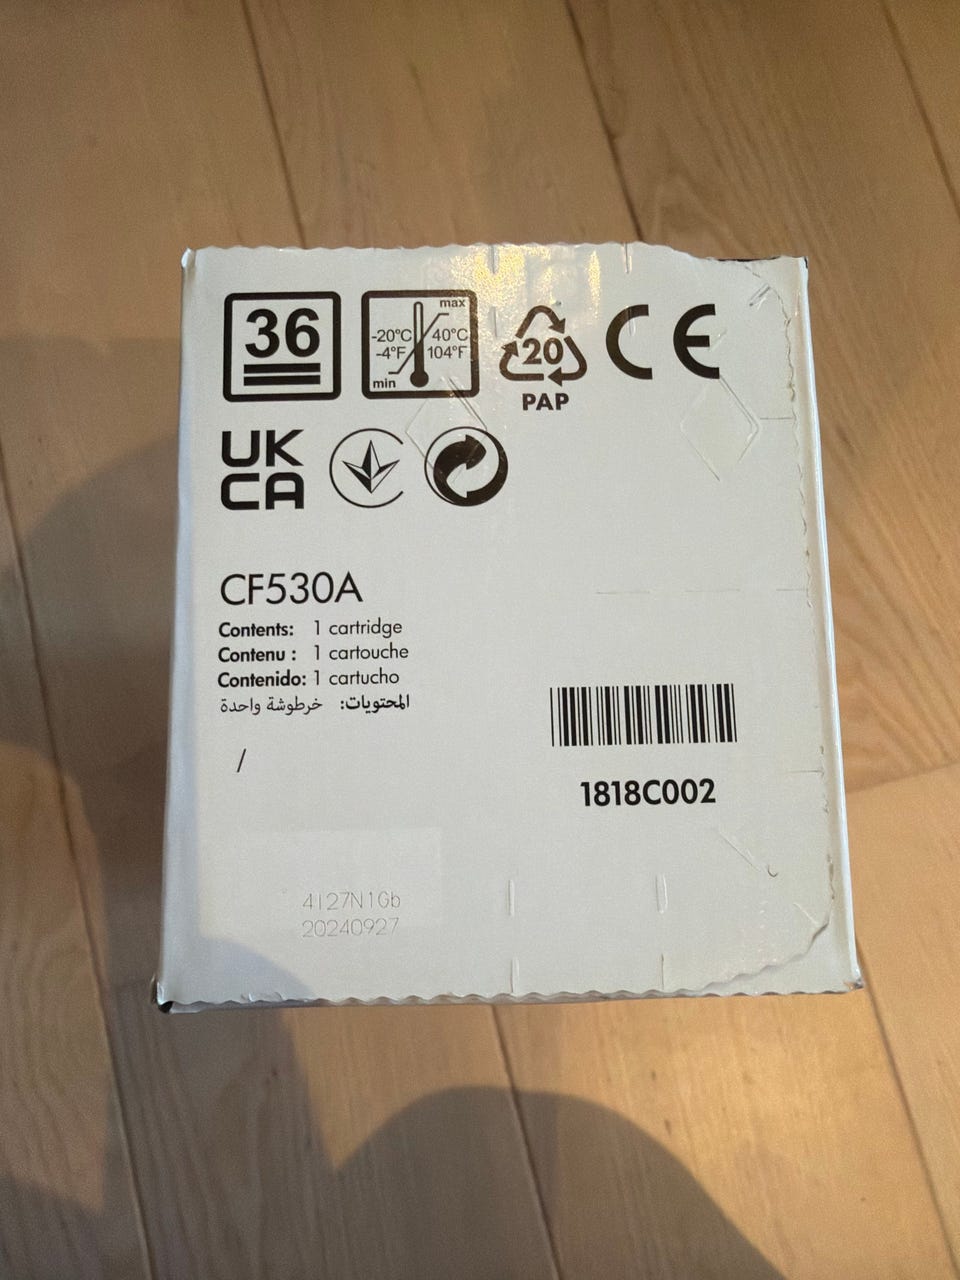 36
max
-20°C 40°C
-4°F 104°F
min
20
PAP
CE
UK
CA
CF530A
Contents: 1 cartridge
Contenu : 1 cartouche
Contenido: 1 cartucho
المحتويات: خرطوشة واحدة
/
1818C002
4I27N1Gb
20240927